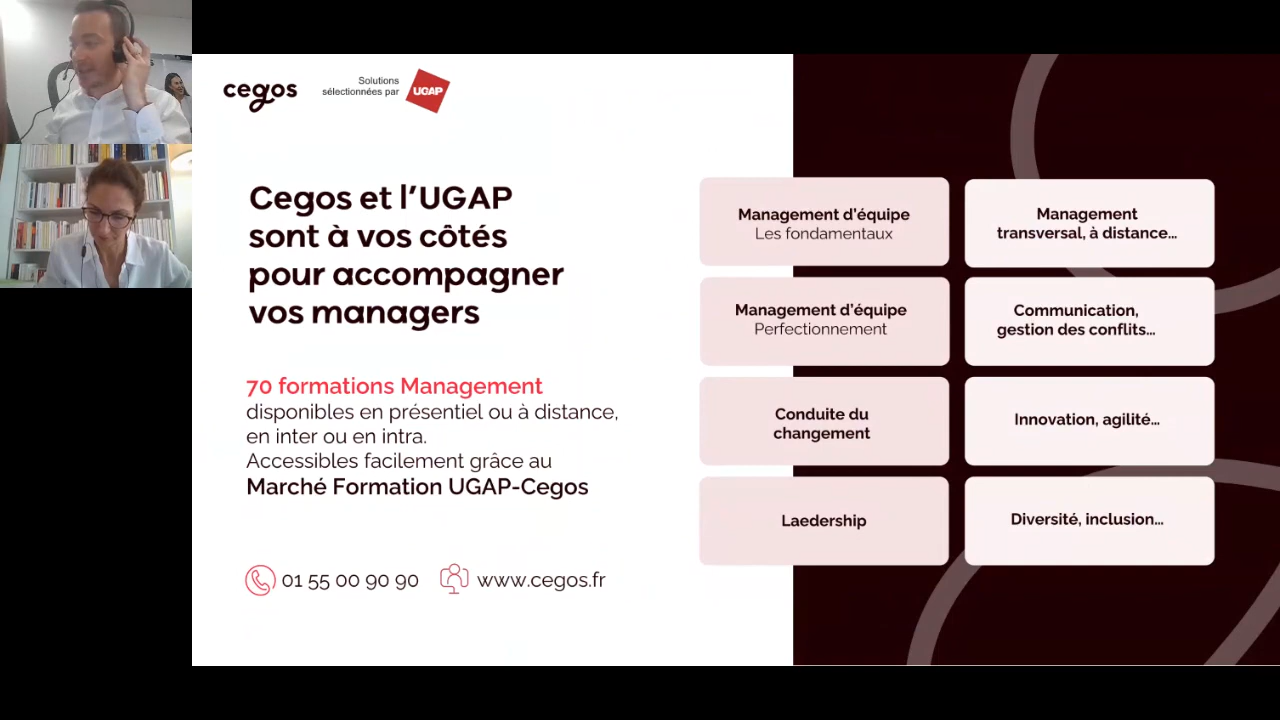 cegos
Solutions
sélectionnées par
UGAP
Cegos et l'UGAP
sont à vos côtés
pour accompagner
vos managers
70 formations Management
disponibles en présentiel ou à distance,
en inter ou en intra.
Accessibles facilement grâce au
Marché Formation UGAP-Cegos
01 55 00 90 90
www.cegos.fr
Management d'équipe
Les fondamentaux
Management
transversal, à distance...
Management d'équipe
Perfectionnement
Communication,
gestion des conflits...
Conduite du
changement
Innovation, agilité...
Laedership
Diversité, inclusion...